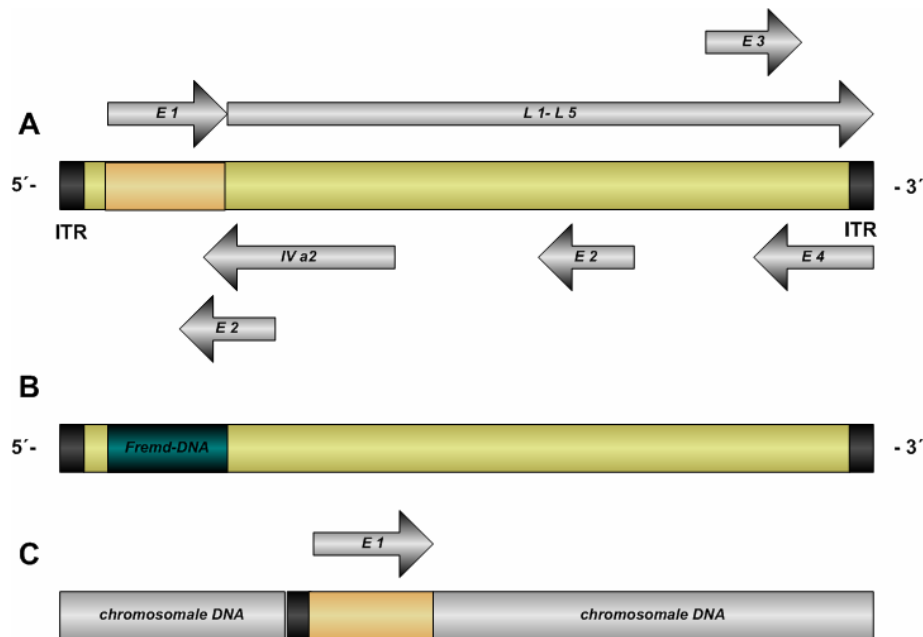 E 3
E 1
L 1- L 5
A
5´-
- 3´
ITR
ITR
IV a2
E 2
E 4
E 2
B
5´-
Fremd-DNA
- 3´
E 1
C
chromosomale DNA
chromosomale DNA